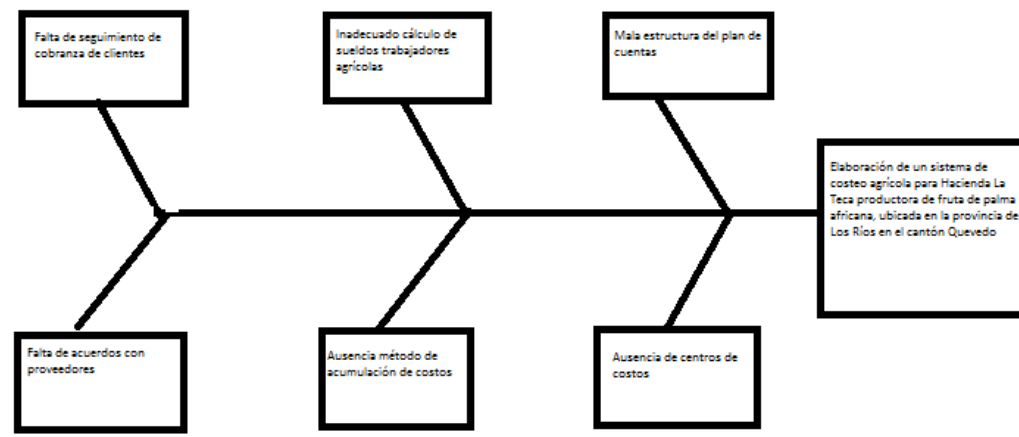 Falta de seguimiento de
cobranza de clientes
Inadecuado cálculo de
sueldos trabajadores
agrícolas
Mala estructura del plan de
cuentas
Elaboración de un sistema de
costeo agrícola para Hacienda La
Teca productora de fruta de palma
africana, ubicada en la provincia de
Los Ríos en el cantón Quevedo
Falta de acuerdos con
proveedores
Ausencia método de
acumulación de costos
Ausencia de centros de
costos